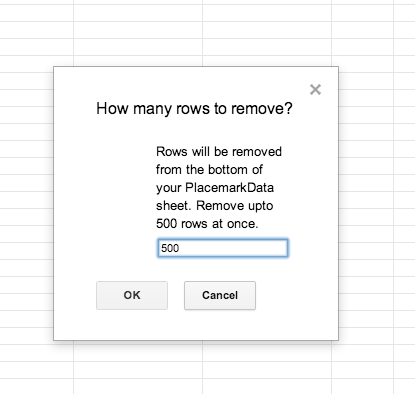 How many rows to remove?
Rows will be removed
from the bottom of
your PlacemarkData
sheet. Remove upto
500 rows at once.
500
OK
Cancel